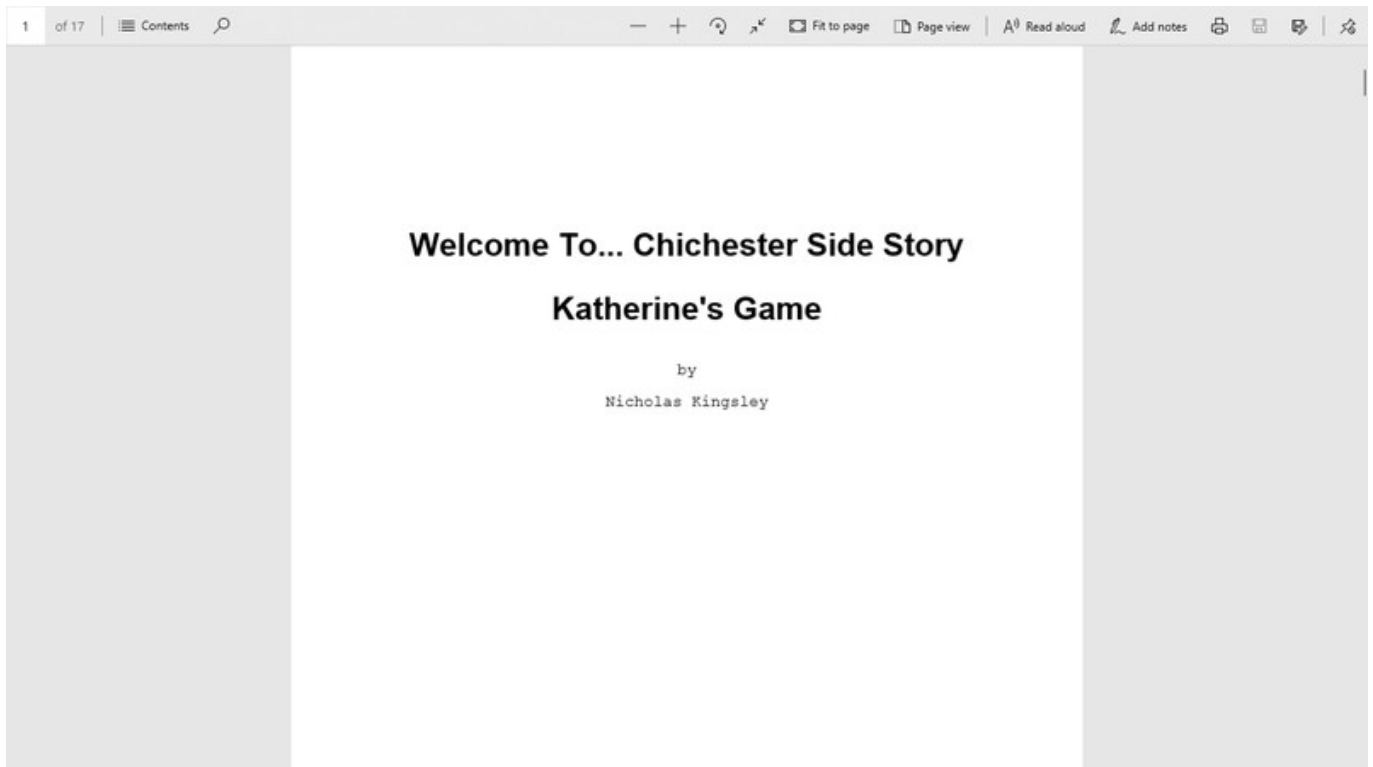 1 of 17 Contents Fit to page Page view Read aloud Add notes
Welcome To... Chichester Side Story
Katherine's Game
by
Nicholas Kingsley